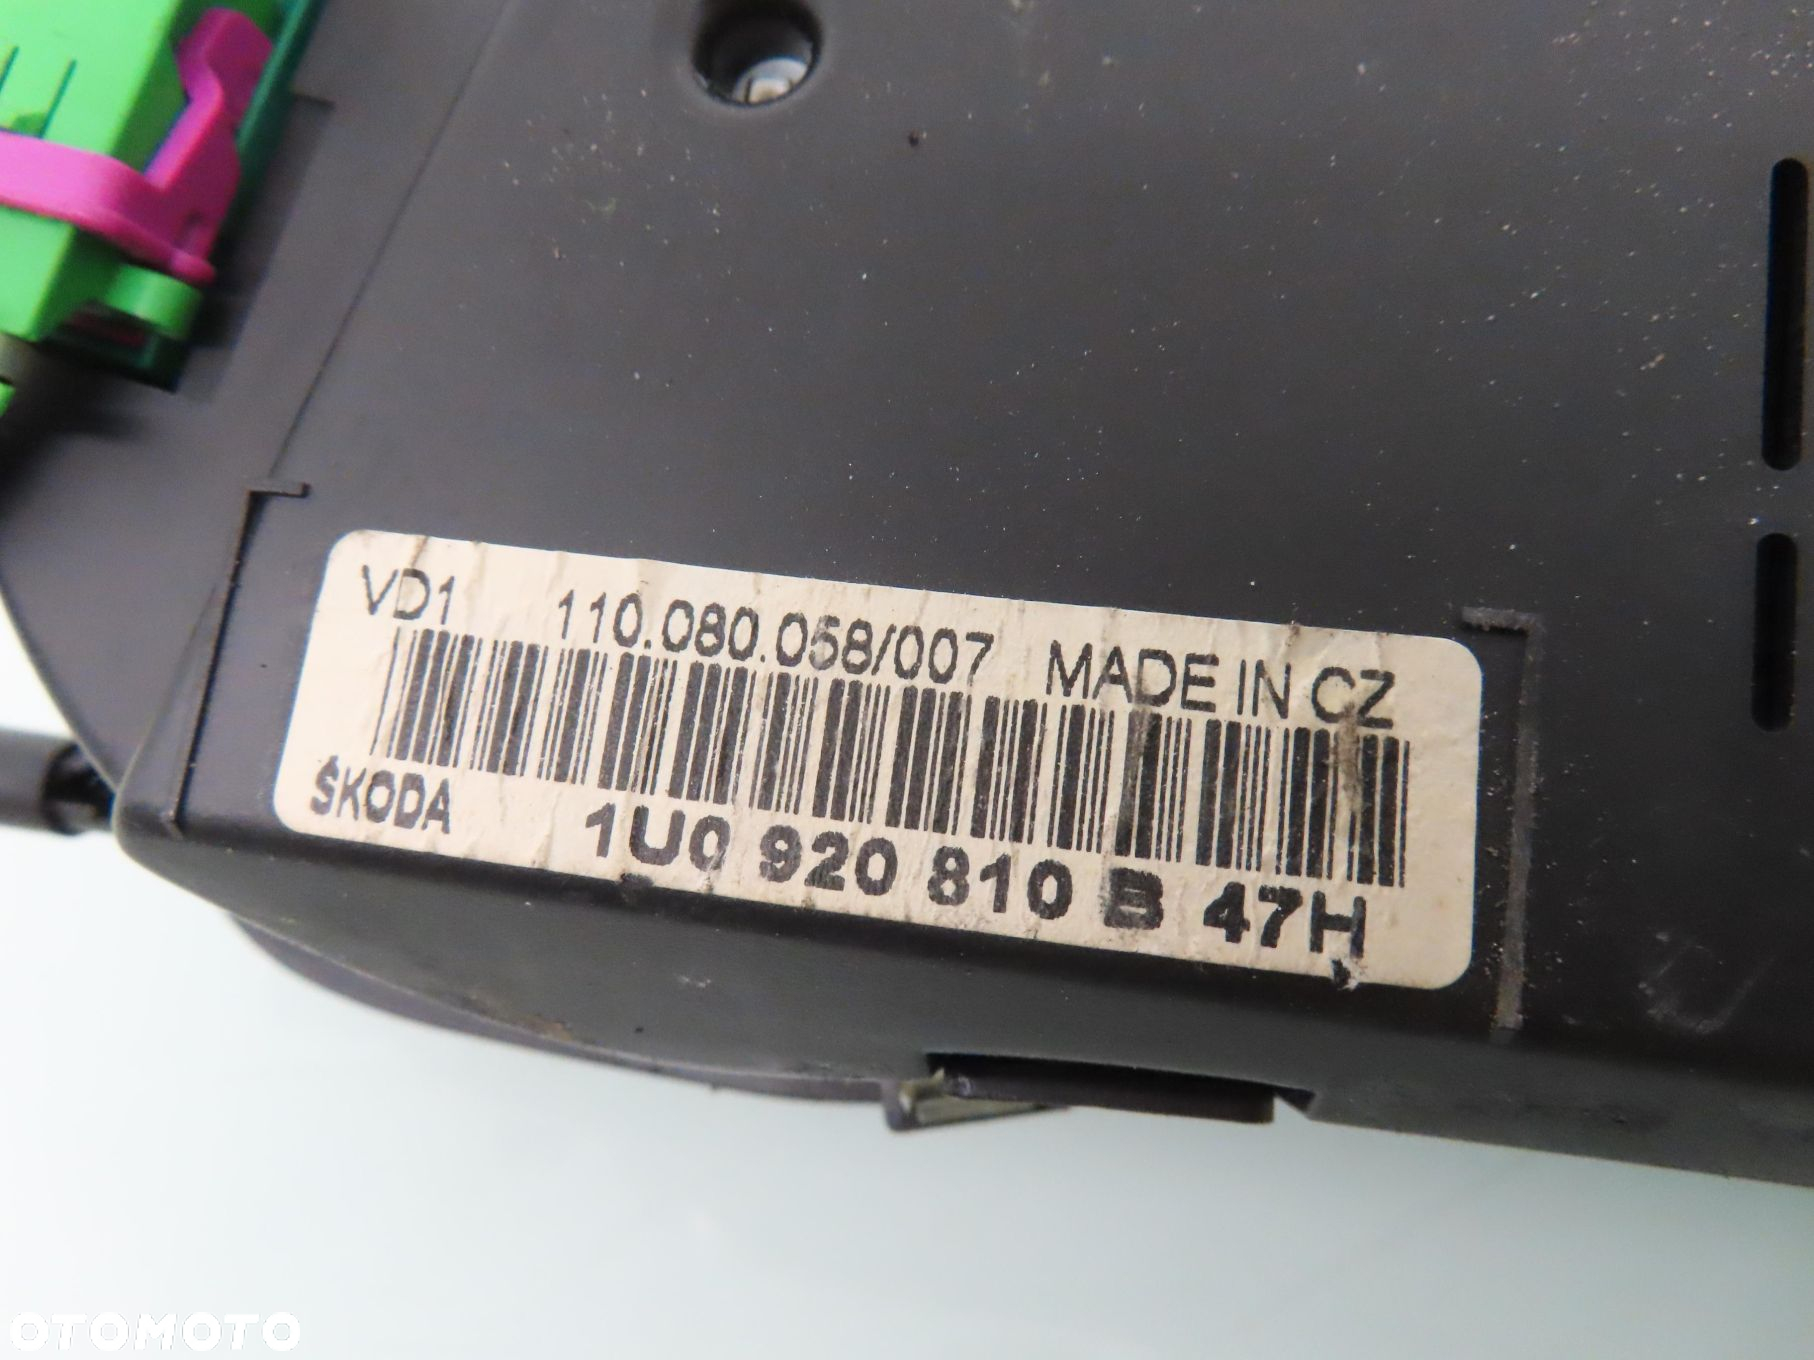 VD1 110.080.058/007 MADE IN CZ
ŠKODA 1U0 920 810 B 47H
OTOMOTO